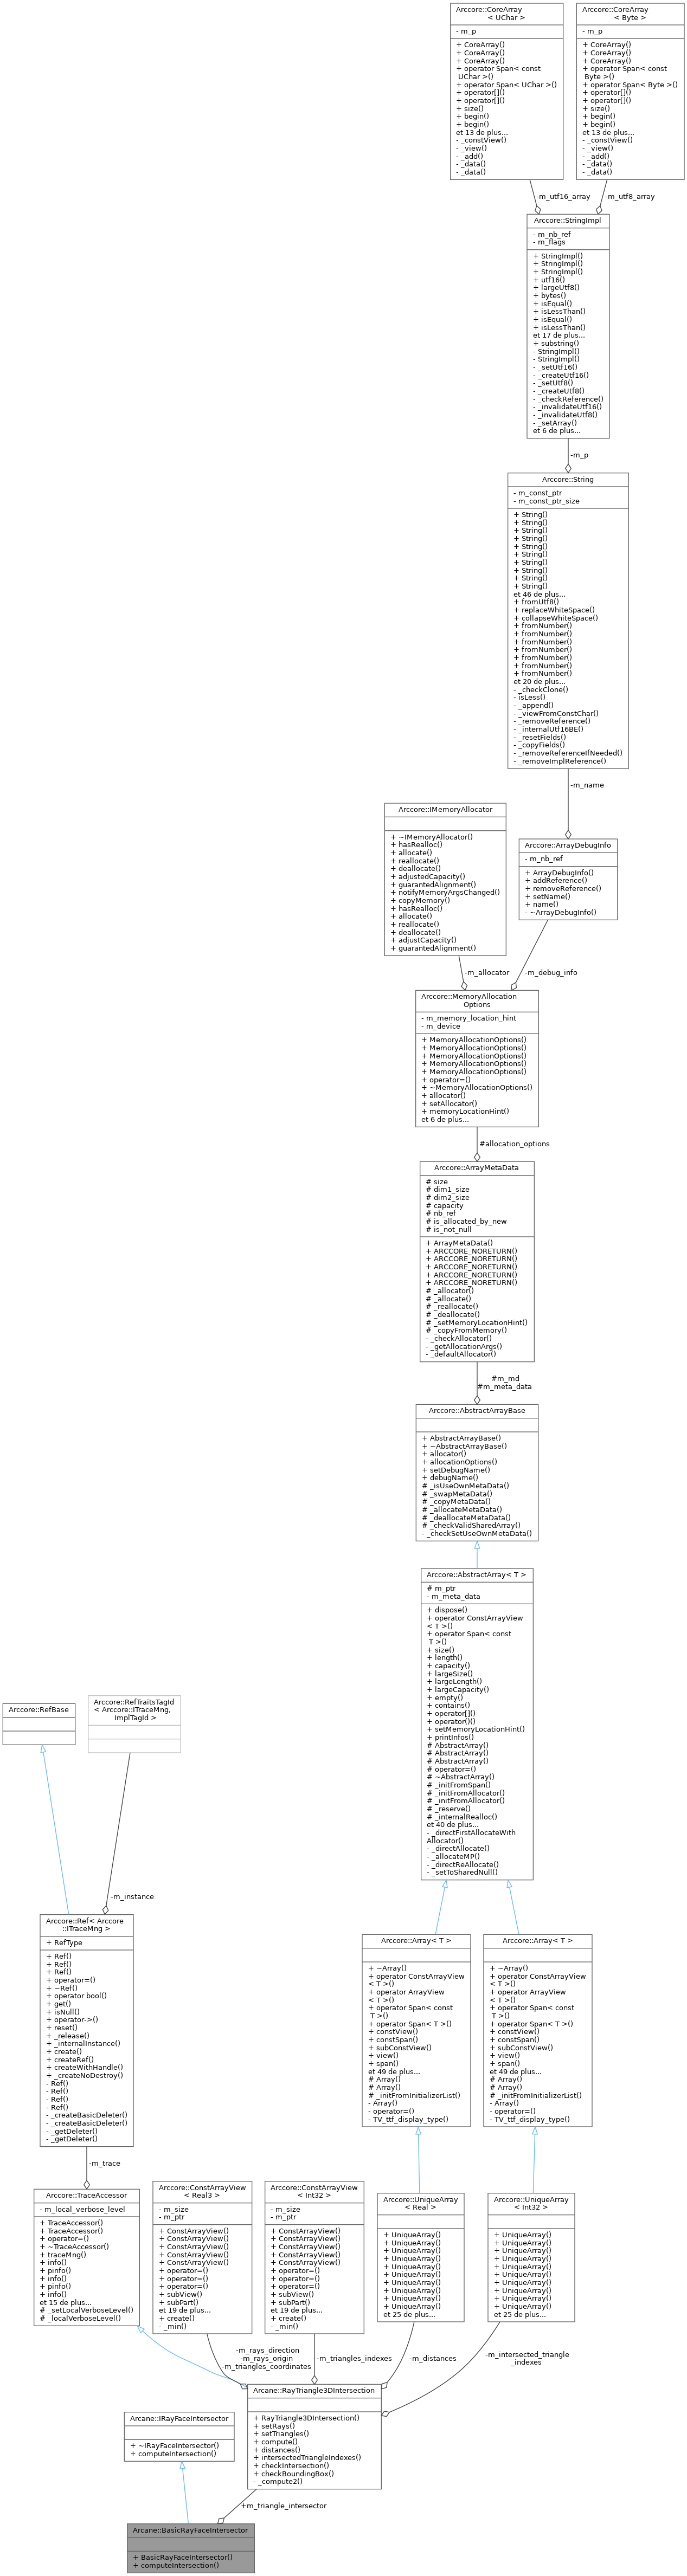 Arccore::CoreArray
< UChar >
- m_p
+ CoreArray()
+ CoreArray()
+ CoreArray()
+ operator Span< const
UChar >()
+ operator Span< UChar >()
+ operator[]()
+ operator[]()
+ size()
+ begin()
+ begin()
et 13 de plus...
- _constView()
- _view()
- _add()
- _data()
- _data()
Arccore::CoreArray
< Byte >
- m_p
+ CoreArray()
+ CoreArray()
+ CoreArray()
+ operator Span< const
Byte >()
+ operator Span< Byte >()
+ operator[]()
+ operator[]()
+ size()
+ begin()
+ begin()
et 13 de plus...
- _constView()
- _view()
- _add()
- _data()
- _data()
-m_utf16_array
-m_utf8_array
Arccore::StringImpl
- m_nb_ref
- m_flags
+ StringImpl()
+ StringImpl()
+ StringImpl()
+ utf16()
+ largeUtf8()
+ bytes()
+ isEqual()
+ isLessThan()
+ isEqual()
+ isLessThan()
et 17 de plus...
+ substring()
- StringImpl()
- StringImpl()
- _setUtf16()
- _createUtf16()
- _setUtf8()
- _createUtf8()
- _checkReference()
- _invalidateUtf16()
- _invalidateUtf8()
- _setArray()
et 6 de plus...
-m_p
Arccore::String
- m_const_ptr
- m_const_ptr_size
+ String()
+ String()
+ String()
+ String()
+ String()
+ String()
+ String()
+ String()
+ String()
+ String()
et 46 de plus...
+ fromUtf8()
+ replaceWhiteSpace()
+ collapseWhiteSpace()
+ fromNumber()
+ fromNumber()
+ fromNumber()
+ fromNumber()
+ fromNumber()
+ fromNumber()
+ fromNumber()
et 20 de plus...
- _checkClone()
- isLess()
- _append()
- _viewFromConstChar()
- _removeReference()
- _internalUtf16BE()
- _resetFields()
- _copyFields()
- _removeReferenceIfNeeded()
- _removeImplReference()
-m_name
Arccore::IMemoryAllocator
+ ~IMemoryAllocator()
+ hasRealloc()
+ allocate()
+ reallocate()
+ deallocate()
+ adjustedCapacity()
+ guarantedAlignment()
+ notifyMemoryArgsChanged()
+ copyMemory()
+ hasRealloc()
+ allocate()
+ reallocate()
+ deallocate()
+ adjustCapacity()
+ guarantedAlignment()
Arccore::ArrayDebugInfo
- m_nb_ref
+ ArrayDebugInfo()
+ addReference()
+ removeReference()
+ setName()
+ name()
- ~ArrayDebugInfo()
-m_allocator
-m_debug_info
Arccore::MemoryAllocation
Options
- m_memory_location_hint
- m_device
+ MemoryAllocationOptions()
+ MemoryAllocationOptions()
+ MemoryAllocationOptions()
+ MemoryAllocationOptions()
+ MemoryAllocationOptions()
+ operator=()
+ ~MemoryAllocationOptions()
+ allocator()
+ setAllocator()
+ memoryLocationHint()
et 6 de plus...
#allocation_options
Arccore::ArrayMetaData
# size
# dim1_size
# dim2_size
# capacity
# nb_ref
# is_allocated_by_new
# is_not_null
+ ArrayMetaData()
+ ARCCORE_NORETURN()
+ ARCCORE_NORETURN()
+ ARCCORE_NORETURN()
+ ARCCORE_NORETURN()
+ ARCCORE_NORETURN()
# _allocator()
# _allocate()
# _reallocate()
# _deallocate()
# _setMemoryLocationHint()
# _copyFromMemory()
- _checkAllocator()
- _getAllocationArgs()
- _defaultAllocator()
#m_md
#m_meta_data
Arccore::AbstractArrayBase
+ AbstractArrayBase()
+ ~AbstractArrayBase()
+ allocator()
+ allocationOptions()
+ setDebugName()
+ debugName()
# _isUseOwnMetaData()
# _swapMetaData()
# _copyMetaData()
# _allocateMetaData()
# _deallocateMetaData()
# _checkValidSharedArray()
- _checkSetUseOwnMetaData()
Arccore::AbstractArray< T >
# m_ptr
- m_meta_data
+ dispose()
+ operator ConstArrayView
< T >()
+ operator Span< const
T >()
+ size()
+ length()
+ capacity()
+ largeSize()
+ largeLength()
+ largeCapacity()
+ empty()
+ contains()
+ operator[]()
+ operator()()
+ setMemoryLocationHint()
+ printInfos()
# AbstractArray()
# AbstractArray()
# AbstractArray()
# operator=()
# ~AbstractArray()
# _initFromSpan()
# _initFromAllocator()
# _initFromAllocator()
# _reserve()
# _internalRealloc()
et 40 de plus...
- _directFirstAllocateWith
Allocator()
- _directAllocate()
- _allocateMP()
- _directReAllocate()
- _setToSharedNull()
Arccore::RefBase
Arccore::RefTraitsTagId
< Arccore::ITraceMng,
ImplTagId >
-m_instance
Arccore::Ref< Arccore
::ITraceMng >
+ RefType
+ Ref()
+ Ref()
+ Ref()
+ operator=()
+ ~Ref()
+ operator bool()
+ get()
+ isNull()
+ operator->()
+ reset()
+ _release()
+ _internalInstance()
+ create()
+ createRef()
+ createWithHandle()
+ _createNoDestroy()
- Ref()
- Ref()
- Ref()
- Ref()
- _createBasicDeleter()
- _createBasicDeleter()
- _getDeleter()
- _getDeleter()
Arccore::Array< T >
+ ~Array()
+ operator ConstArrayView
< T >()
+ operator ArrayView
< T >()
+ operator Span< const
T >()
+ operator Span< T >()
+ constView()
+ constSpan()
+ subConstView()
+ view()
+ span()
et 49 de plus...
# Array()
# Array()
# _initFromInitializerList()
- Array()
- operator=()
- TV_ttf_display_type()
Arccore::Array< T >
+ ~Array()
+ operator ConstArrayView
< T >()
+ operator ArrayView
< T >()
+ operator Span< const
T >()
+ operator Span< T >()
+ constView()
+ constSpan()
+ subConstView()
+ view()
+ span()
et 49 de plus...
# Array()
# Array()
# _initFromInitializerList()
- Array()
- operator=()
- TV_ttf_display_type()
-m_trace
Arccore::TraceAccessor
- m_local_verbose_level
+ TraceAccessor()
+ TraceAccessor()
+ operator=()
+ ~TraceAccessor()
+ traceMng()
+ info()
+ pinfo()
+ info()
+ pinfo()
+ info()
et 15 de plus...
# _setLocalVerboseLevel()
# _localVerboseLevel()
Arccore::ConstArrayView
< Real3 >
- m_size
- m_ptr
+ ConstArrayView()
+ ConstArrayView()
+ ConstArrayView()
+ ConstArrayView()
+ ConstArrayView()
+ operator=()
+ operator=()
+ operator=()
+ subView()
+ subPart()
et 19 de plus...
+ create()
- _min()
Arccore::ConstArrayView
< Int32 >
- m_size
- m_ptr
+ ConstArrayView()
+ ConstArrayView()
+ ConstArrayView()
+ ConstArrayView()
+ ConstArrayView()
+ operator=()
+ operator=()
+ operator=()
+ subView()
+ subPart()
et 19 de plus...
+ create()
- _min()
Arccore::UniqueArray
< Real >
+ UniqueArray()
+ UniqueArray()
+ UniqueArray()
+ UniqueArray()
+ UniqueArray()
+ UniqueArray()
+ UniqueArray()
+ UniqueArray()
+ UniqueArray()
+ UniqueArray()
et 25 de plus...
Arccore::UniqueArray
< Int32 >
+ UniqueArray()
+ UniqueArray()
+ UniqueArray()
+ UniqueArray()
+ UniqueArray()
+ UniqueArray()
+ UniqueArray()
+ UniqueArray()
+ UniqueArray()
+ UniqueArray()
et 25 de plus...
-m_rays_direction
-m_rays_origin
-m_triangles_coordinates
-m_triangles_indexes
-m_distances
-m_intersected_triangle
_indexes
Arcane::RayTriangle3DIntersection
+ RayTriangle3DIntersection()
+ setRays()
+ setTriangles()
+ compute()
+ distances()
+ intersectedTriangleIndexes()
+ checkIntersection()
+ checkBoundingBox()
- _compute2()
Arcane::IRayFaceIntersector
+ ~IRayFaceIntersector()
+ computeIntersection()
+m_triangle_intersector
Arcane::BasicRayFaceIntersector
+ BasicRayFaceIntersector()
+ computeIntersection()